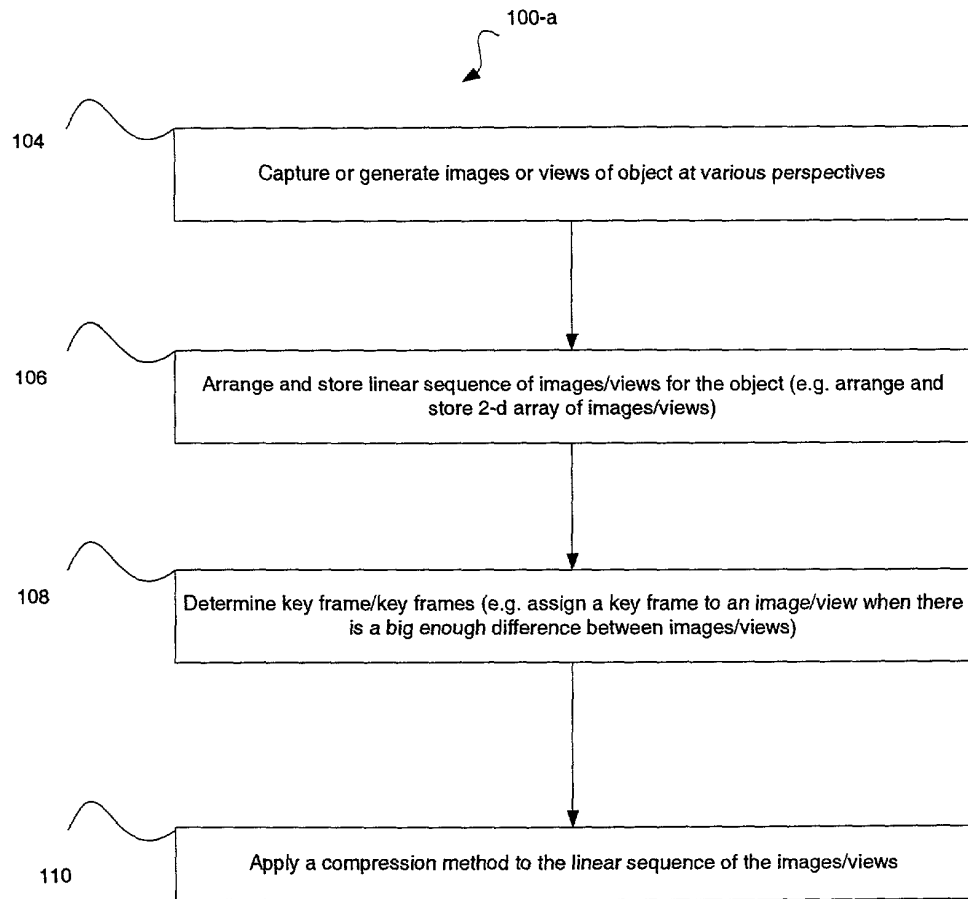 100-a
104
Capture or generate images or views of object at various perspectives
106
Arrange and store linear sequence of images/views for the object (e.g. arrange and
store 2-d array of images/views)
108
Determine key frame/key frames (e.g. assign a key frame to an image/view when there
is a big enough difference between images/views)
110
Apply a compression method to the linear sequence of the images/views